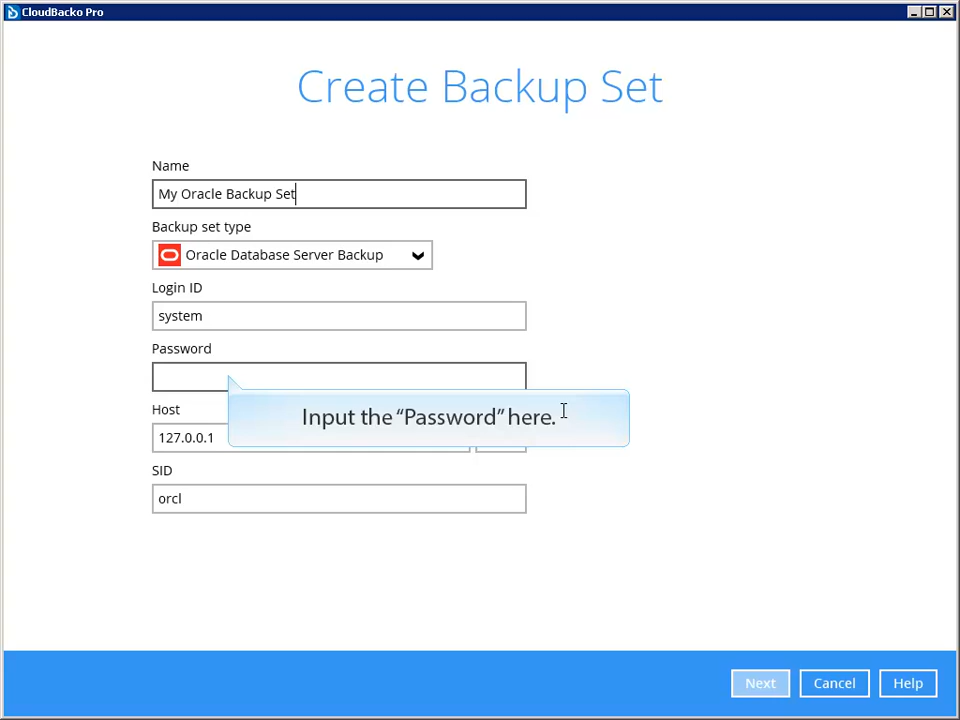 CloudBacko Pro
Create Backup Set
Name
My Oracle Backup Set
Backup set type
Oracle Database Server Backup
Login ID
system
Password
Input the “Password” here.
Host
127.0.0.1
SID
orcl
Next Cancel Help